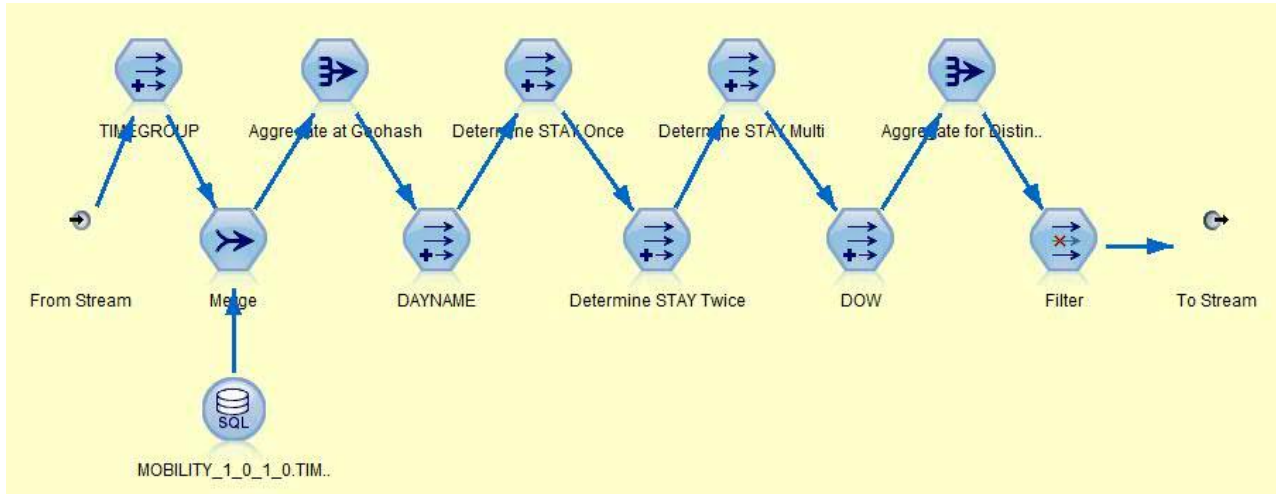 TIMEGROUP
Aggregate at Geohash
Determine STAY Once
Determine STAY Multi
Aggregate for Distin..
From Stream
Merge
DAYNAME
Determine STAY Twice
DOW
Filter
To Stream
SQL
MOBILITY_1_0_1_0.TIM..